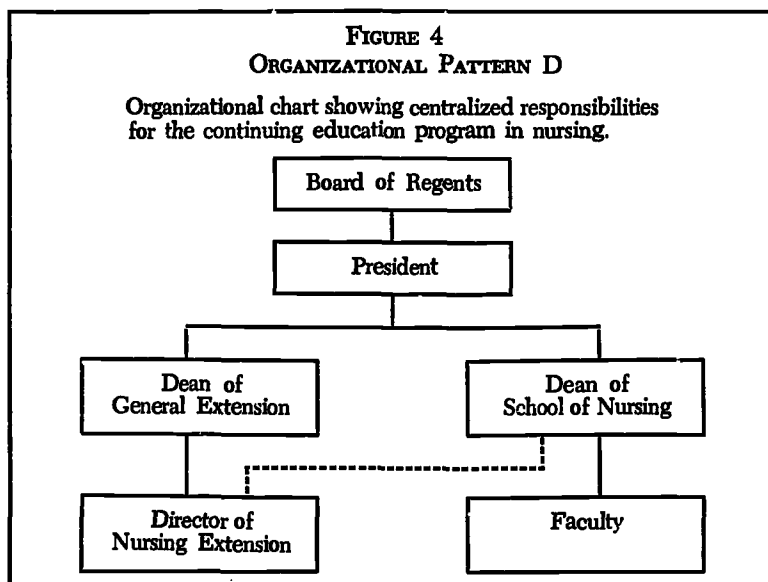 FIGURE 4
ORGANIZATIONAL PATTERN D
Organizational chart showing centralized responsibilities
for the continuing education program in nursing.
Board of Regents
President
Dean of
General Extension
Dean of
School of Nursing
Director of
Nursing Extension
Faculty